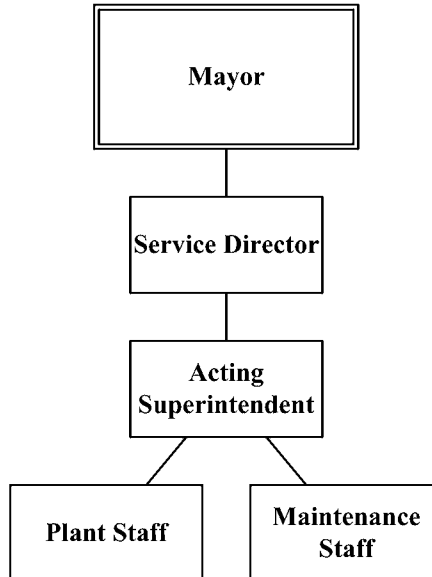 Mayor
Service Director
Acting
Superintendent
Plant Staff
Maintenance
Staff